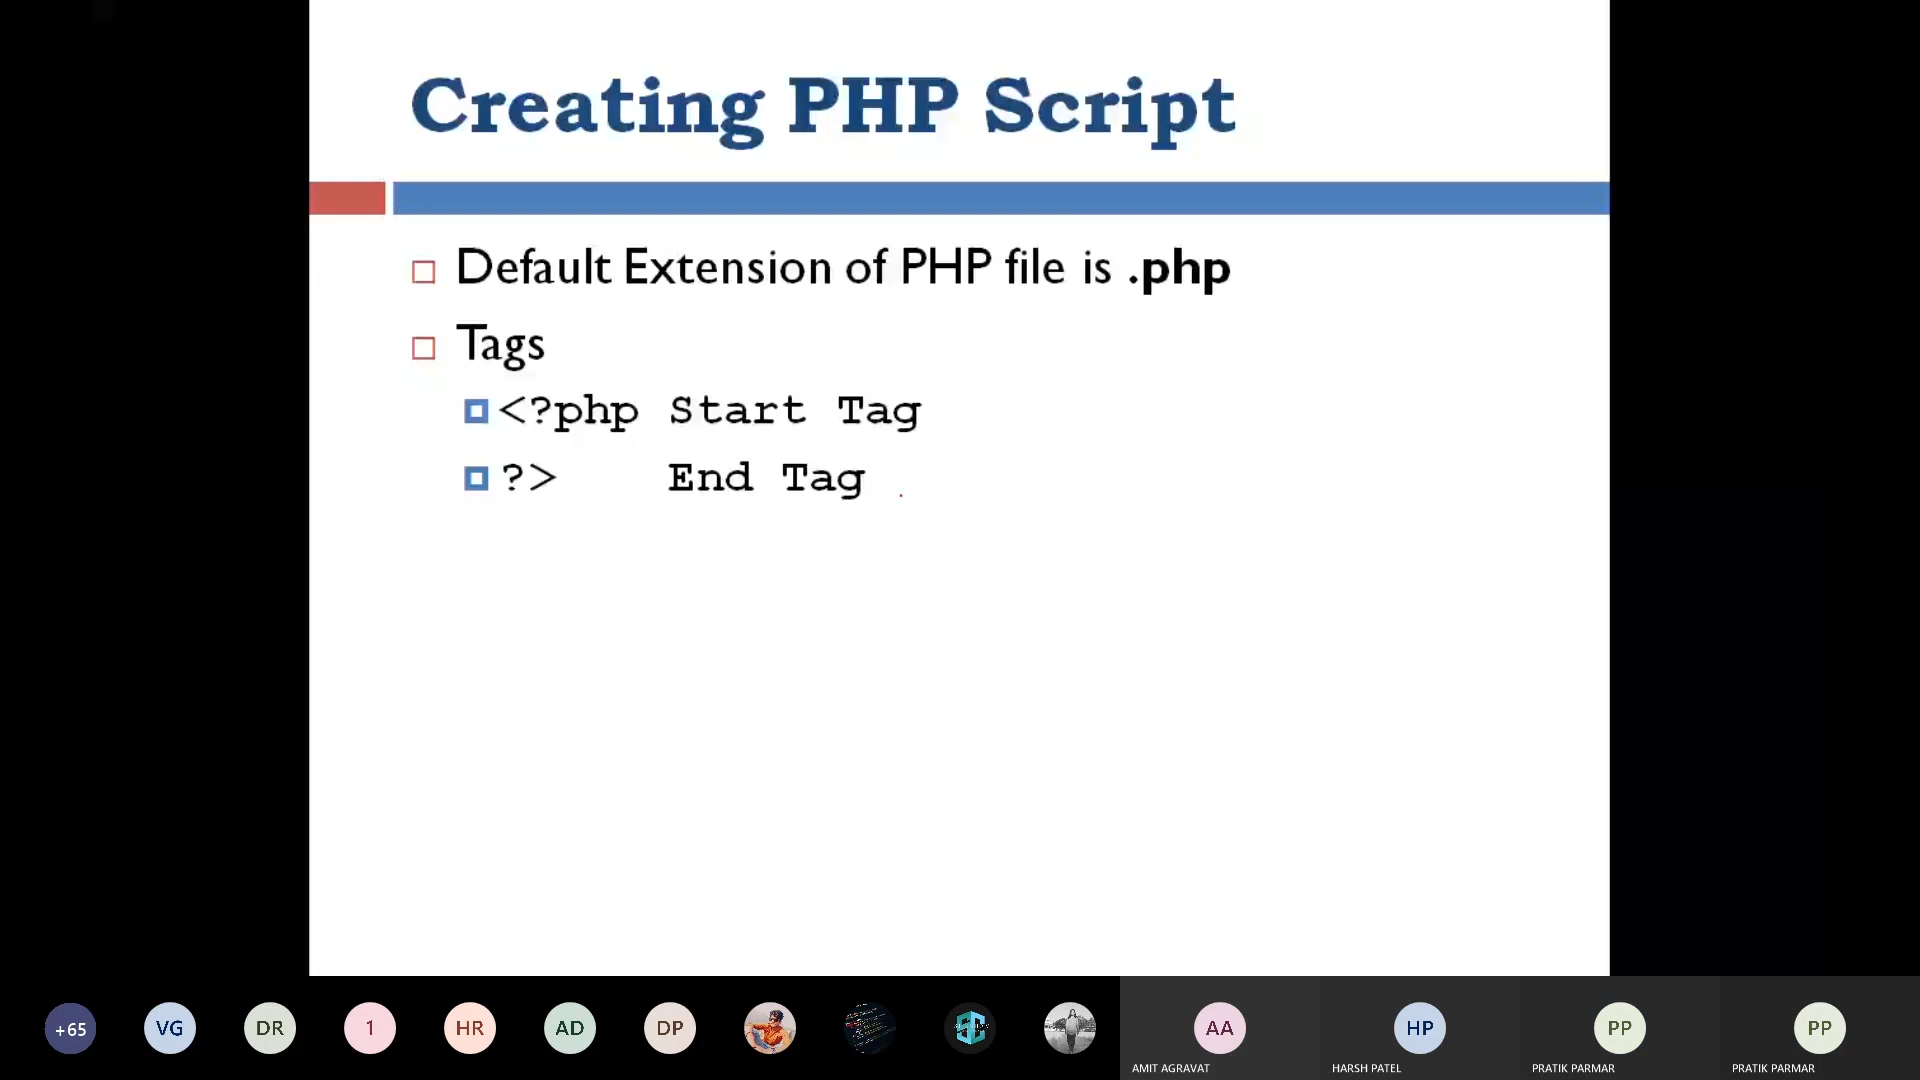 Creating PHP Script
Default Extension of PHP file is .php
Tags
<?php Start Tag
?> End Tag
+65
VG
DR
1
HR
AD
DP
AA
HP
PP
PP
AMIT AGRAVAT
HARSH PATEL
PRATIK PARMAR
PRATIK PARMAR